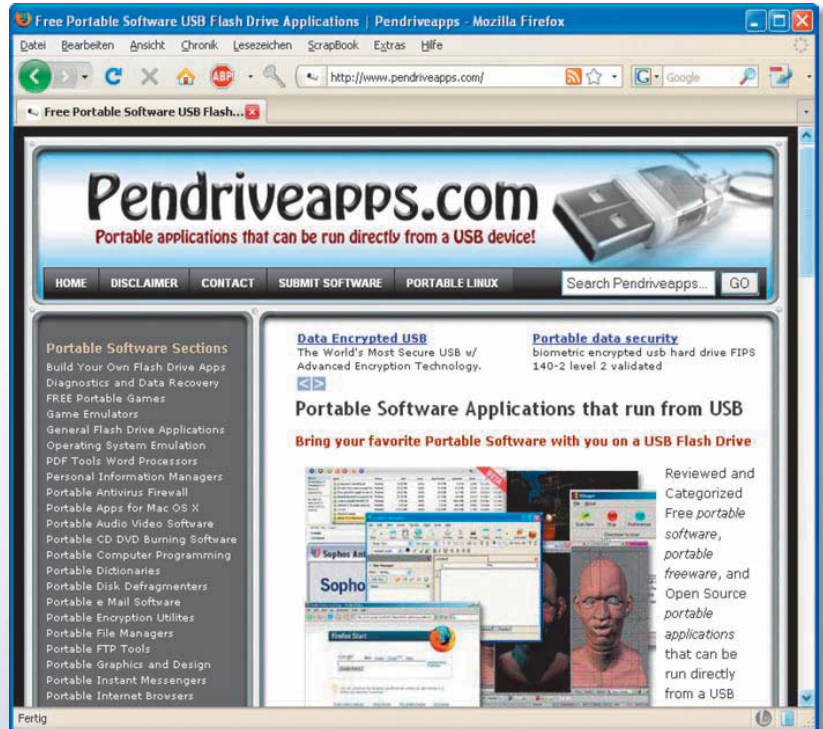 Free Portable Software USB Flash Drive Applications | Pendriveapps - Mozilla Firefox
Datei Bearbeiten Ansicht Chronik Lesezeichen ScrapBook Extras Hilfe
ABP http://www.pendriveapps.com/ G Google
Free Portable Software USB Flash...
Pendriveapps.com
Portable applications that can be run directly from a USB device!
HOME DISCLAIMER CONTACT SUBMIT SOFTWARE PORTABLE LINUX Search Pendriveapps... GO
Portable Software Sections
Build Your Own Flash Drive Apps
Diagnostics and Data Recovery
FREE Portable Games
Game Emulators
General Flash Drive Applications
Operating System Emulation
PDF Tools Word Processors
Personal Information Managers
Portable Antivirus Firewall
Portable Apps for Mac OS X
Portable Audio Video Software
Portable CD DVD Burning Software
Portable Computer Programming
Portable Dictionaries
Portable Disk Defragmenters
Portable e Mail Software
Portable Encryption Utilites
Portable File Managers
Portable FTP Tools
Portable Graphics and Design
Portable Instant Messengers
Portable Internet Browsers
Data Encrypted USB
The World's Most Secure USB w/
Advanced Encryption Technology.
Portable data security
biometric encrypted usb hard drive FIPS
140-2 level 2 validated
< >
Portable Software Applications that run from USB
Bring your favorite Portable Software with you on a USB Flash Drive
Sophos Ant
Sopho
Firefox Start
Reviewed and
Categorized
Free portable
software,
portable
freeware, and
Open Source
portable
applications
that can be
run directly
from a USB
Fertig